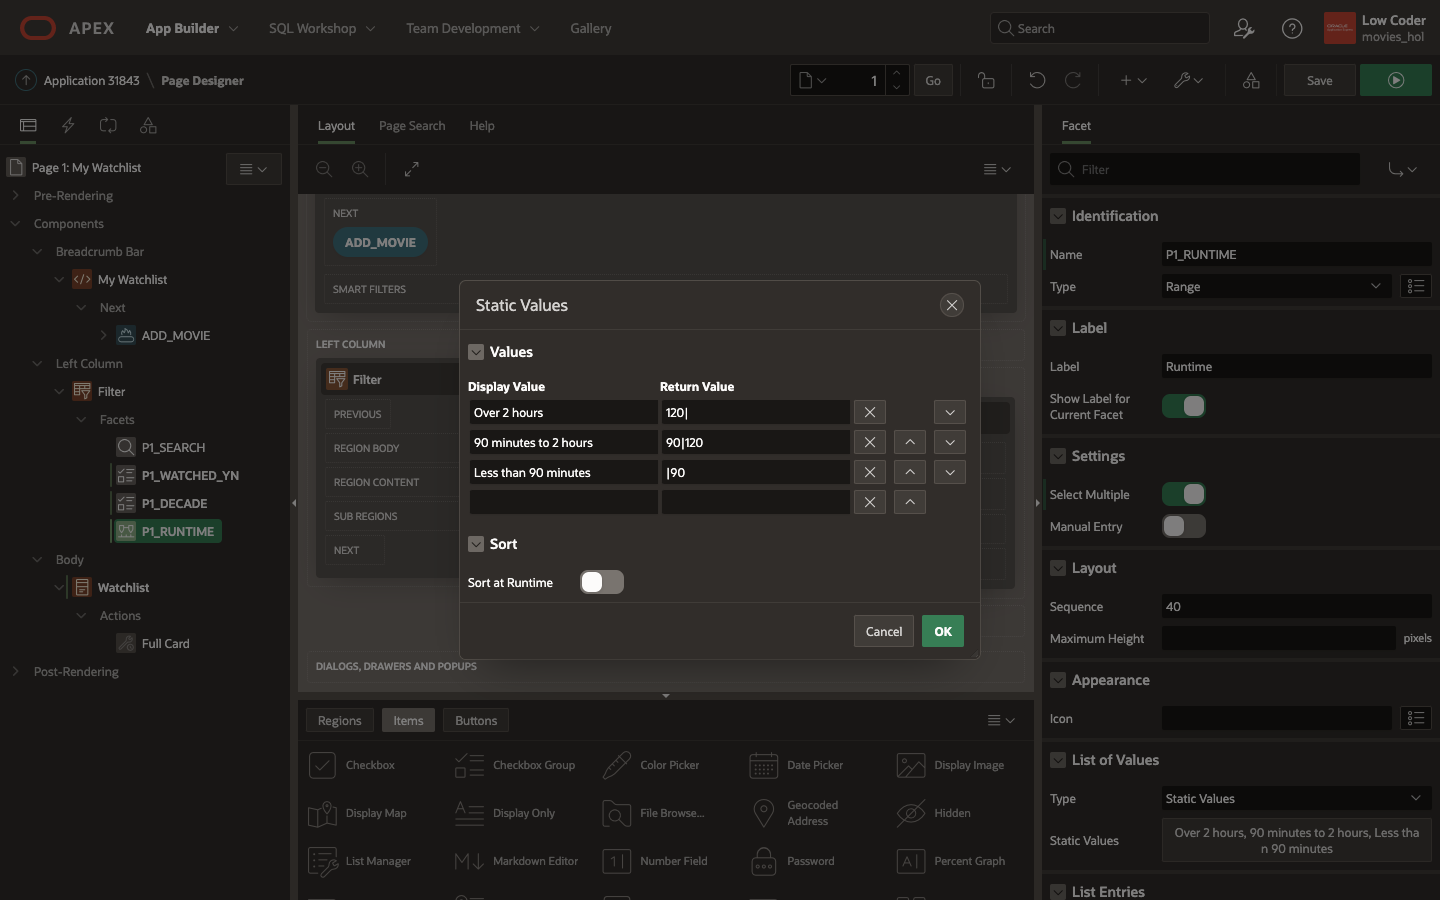 APEX
App Builder
SQL Workshop
Team Development
Gallery
Search
Low Coder
movies_hol
Application 31843 \ Page Designer
1
Go
Save
Page 1: My Watchlist
Pre-Rendering
Components
Breadcrumb Bar
My Watchlist
Next
ADD_MOVIE
Left Column
Filter
Facets
P1_SEARCH
P1_WATCHED_YN
P1_DECADE
P1_RUNTIME
Body
Watchlist
Actions
Full Card
Post-Rendering
Layout
Page Search
Help
NEXT
ADD_MOVIE
SMART FILTERS
LEFT COLUMN
Filter
PREVIOUS
REGION BODY
REGION CONTENT
SUB REGIONS
NEXT
DIALOGS, DRAWERS AND POPUPS
Static Values
Values
Display Value Return Value
Over 2 hours 120|
90 minutes to 2 hours 90|120
Less than 90 minutes |90
Sort
Sort at Runtime
Cancel
OK
Regions
Items
Buttons
Checkbox
Checkbox Group
Color Picker
Date Picker
Display Image
Display Map
Display Only
File Browse...
Geocoded
Address
Hidden
List Manager
Markdown Editor
Number Field
Password
Percent Graph
Facet
Filter
Identification
Name P1_RUNTIME
Type Range
Label
Label Runtime
Show Label for
Current Facet
Settings
Select Multiple
Manual Entry
Layout
Sequence 40
Maximum Height pixels
Appearance
Icon
List of Values
Type Static Values
Static Values
Over 2 hours, 90 minutes to 2 hours, Less tha
n 90 minutes
List Entries